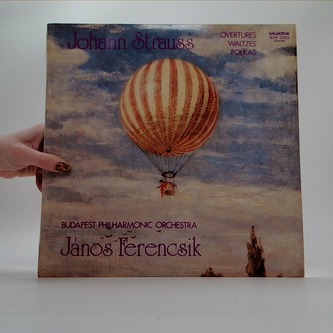 Johann Strauss
OVERTURES
WALTZES
POLKAS
HUNGAROTON
BUDAPEST PHILHARMONIC ORCHESTRA
János Ferencsik